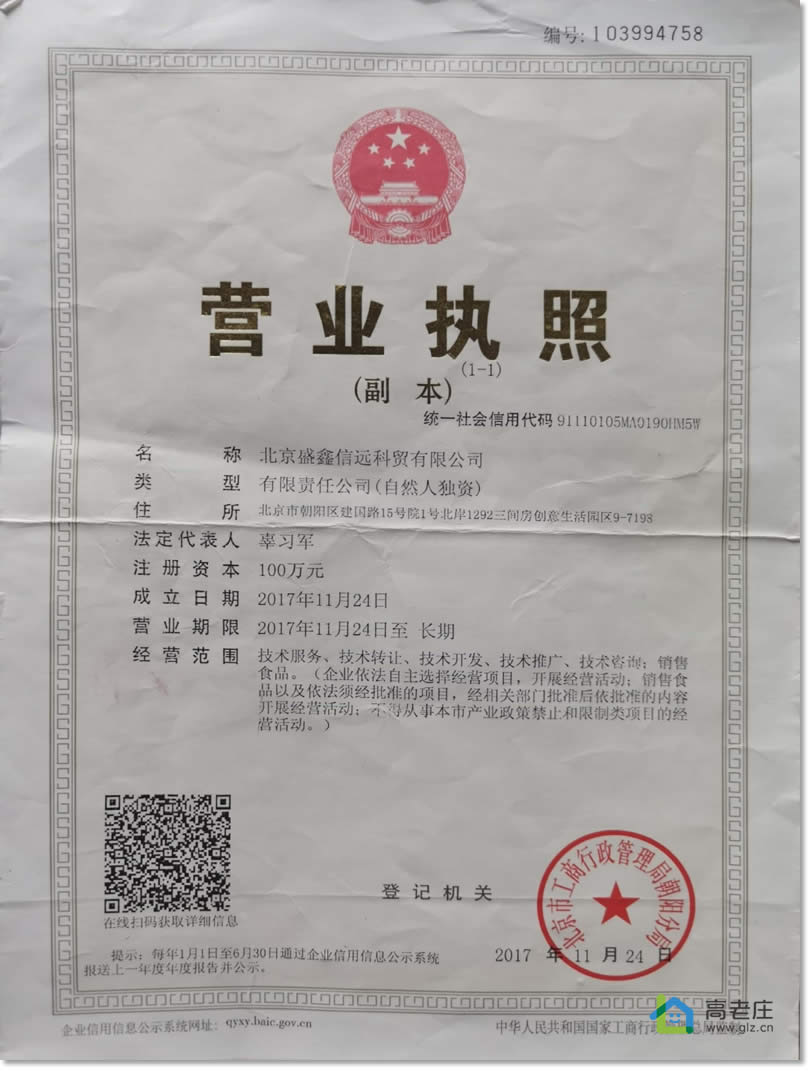 编号:103994758
营业执照
(1-1)
(副 本)
统一社会信用代码 91110105MA0190HM5W
名 称 北京盛鑫信远科贸有限公司
类 型 有限责任公司(自然人独资)
住 所 北京市朝阳区建国路15号院1号北岸1292三间房创意生活园区9-7198
法定代表人 辜习军
注册资本 100万元
成立日期 2017年11月24日
营业期限 2017年11月24日至 长期
经营范围 技术服务、技术转让、技术开发、技术推广、技术咨询；销售
食品。（企业依法自主选择经营项目，开展经营活动；销售食
品以及依法须经批准的项目，经相关部门批准后依批准的内容
开展经营活动；不得从事本市产业政策禁止和限制类项目的经
营活动。）
在线扫码获取详细信息
登记机关
北京市工商行政管理局朝阳分局
2017 年 11 月 24 日
提示：每年1月1日至6月30日通过企业信用信息公示系统
报送上一年度年度报告并公示。
企业信用信息公示系统网址: qyxy.baic.gov.cn
中华人民共和国国家工商行政管理总局监制
高老庄
www.glz.cn